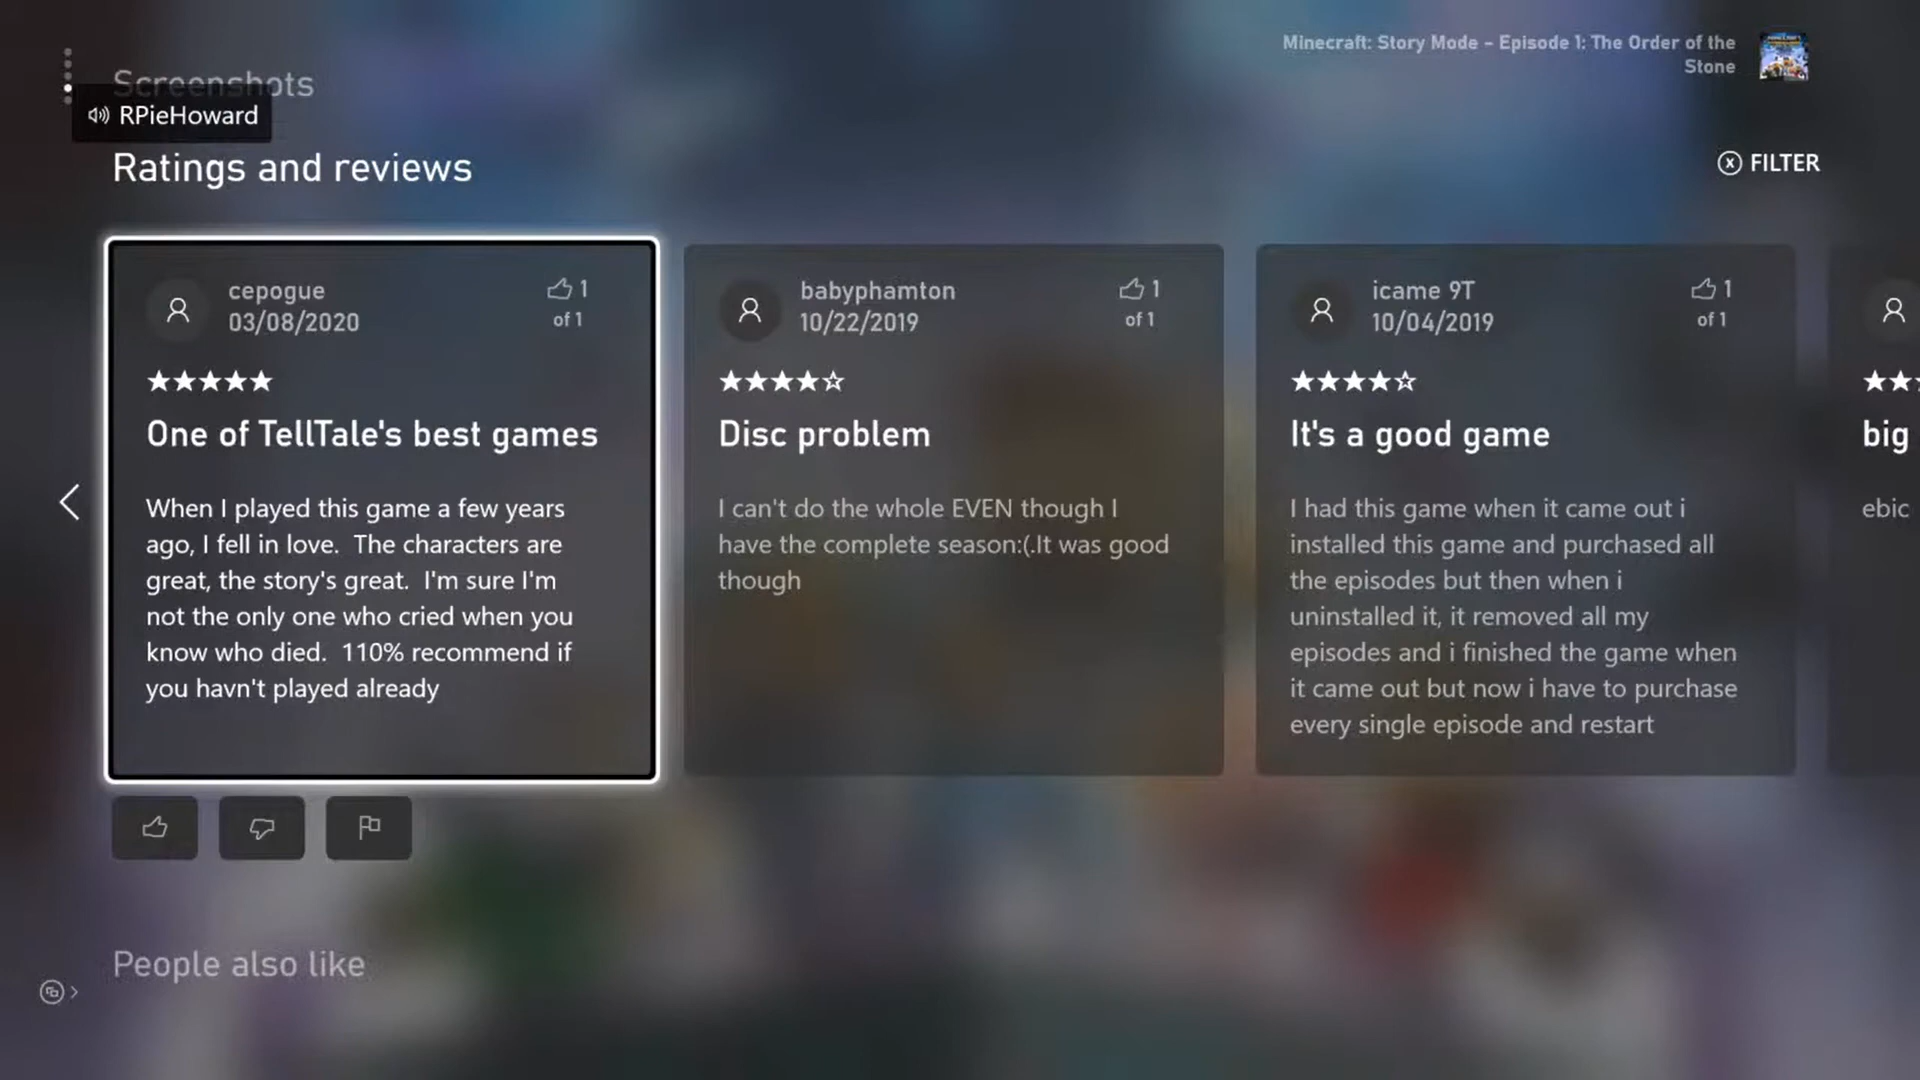 Minecraft: Story Mode - Episode 1: The Order of the
Stone
Screenshots
RPieHoward
Ratings and reviews
FILTER
cepogue
03/08/2020
1
of 1
★★★★★
One of TellTale's best games
When I played this game a few years
ago, I fell in love.  The characters are
great, the story's great.  I'm sure I'm
not the only one who cried when you
know who died.  110% recommend if
you havn't played already
babyphamton
10/22/2019
1
of 1
★★★★☆
Disc problem
I can't do the whole EVEN though I
have the complete season:(.It was good
though
icame 9T
10/04/2019
1
of 1
★★★★☆
It's a good game
I had this game when it came out i
installed this game and purchased all
the episodes but then when i
uninstalled it, it removed all my
episodes and i finished the game when
it came out but now i have to purchase
every single episode and restart
big
ebic
People also like